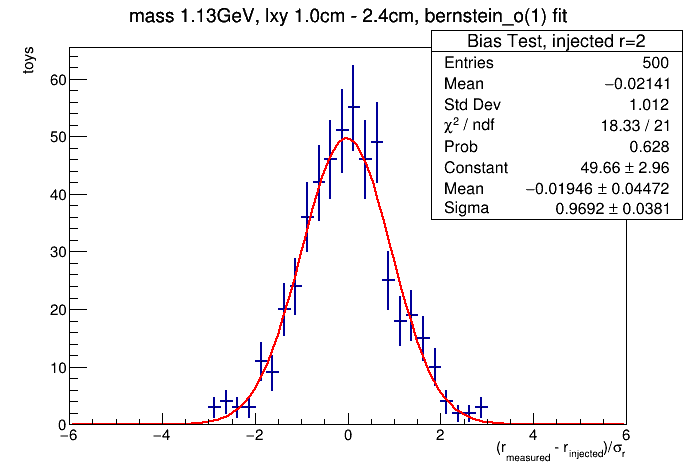 mass 1.13GeV, lxy 1.0cm - 2.4cm, bernstein_o(1) fit
Bias Test, injected r=2
Entries 500
Mean −0.02141
Std Dev 1.012
χ² / ndf 18.33 / 21
Prob 0.628
Constant 49.66 ± 2.96
Mean −0.01946 ± 0.04472
Sigma 0.9692 ± 0.0381
toys
60
50
40
30
20
10
0
−6 −4 −2 0 2 4 6
(r_measured - r_injected)/σ_r